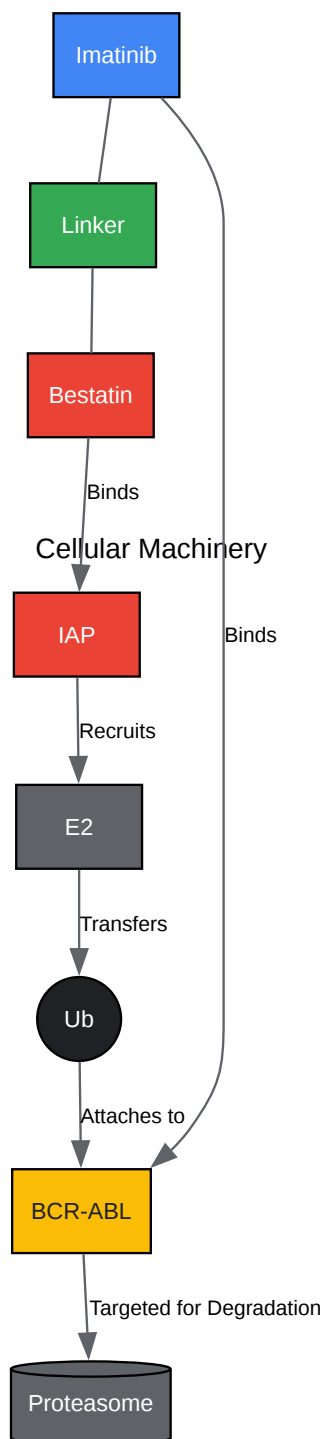 Imatinib
Linker
Bestatin
Binds
Cellular Machinery
IAP
Binds
Recruits
E2
Transfers
Ub
Attaches to
BCR-ABL
Targeted for Degradation
Proteasome